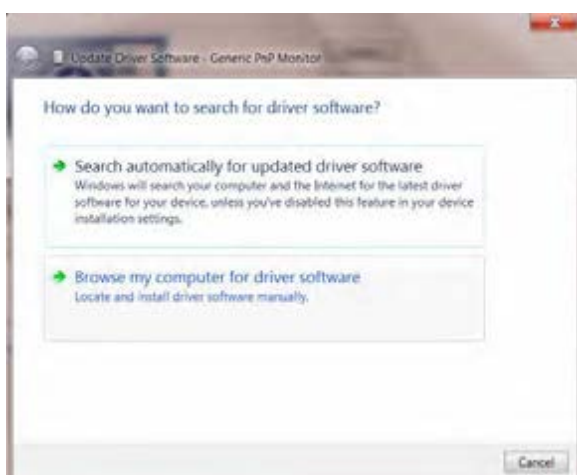 Update Driver Software - Generic PnP Monitor
How do you want to search for driver software?
Search automatically for updated driver software
Windows will search your computer and the Internet for the latest driver
software for your device, unless you've disabled this feature in your device
installation settings.
Browse my computer for driver software
Locate and install driver software manually.
Cancel